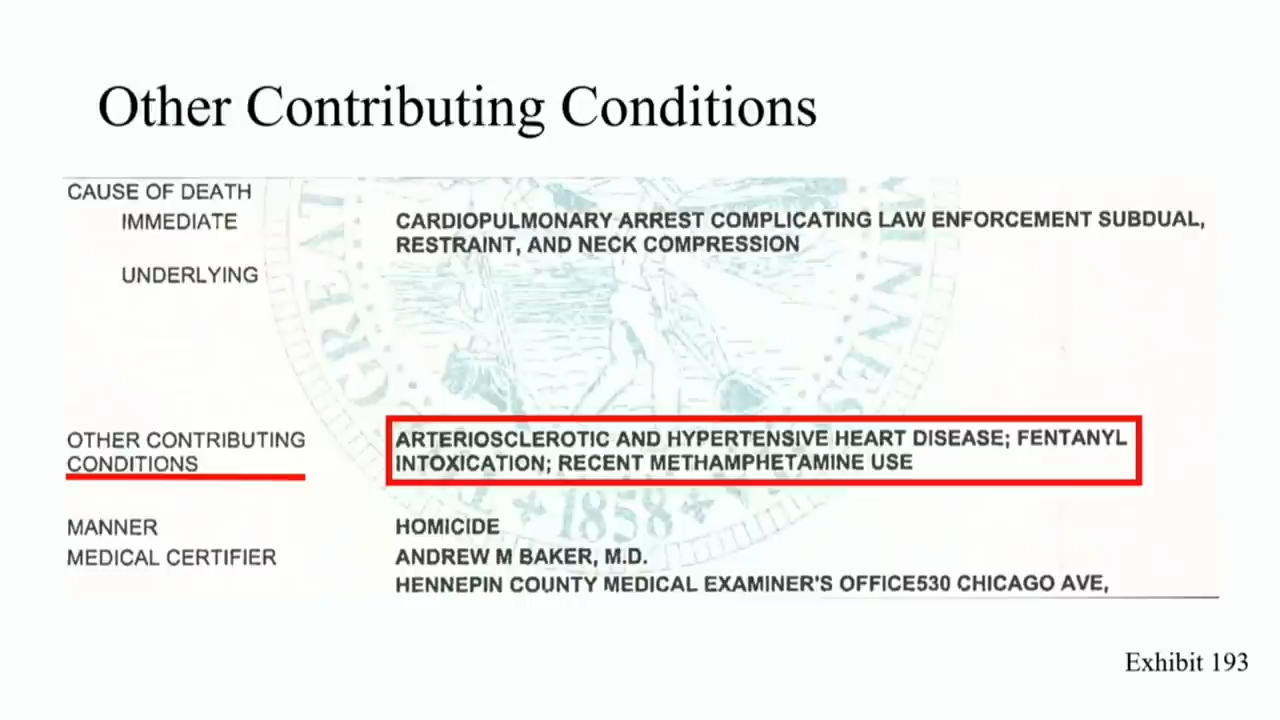 Other Contributing Conditions
CAUSE OF DEATH
IMMEDIATE
CARDIOPULMONARY ARREST COMPLICATING LAW ENFORCEMENT SUBDUAL,
RESTRAINT, AND NECK COMPRESSION
UNDERLYING
OTHER CONTRIBUTING
CONDITIONS
ARTERIOSCLEROTIC AND HYPERTENSIVE HEART DISEASE; FENTANYL
INTOXICATION; RECENT METHAMPHETAMINE USE
1858
MANNER
HOMICIDE
MEDICAL CERTIFIER
ANDREW M BAKER, M.D.
HENNEPIN COUNTY MEDICAL EXAMINER'S OFFICE530 CHICAGO AVE,
Exhibit 193